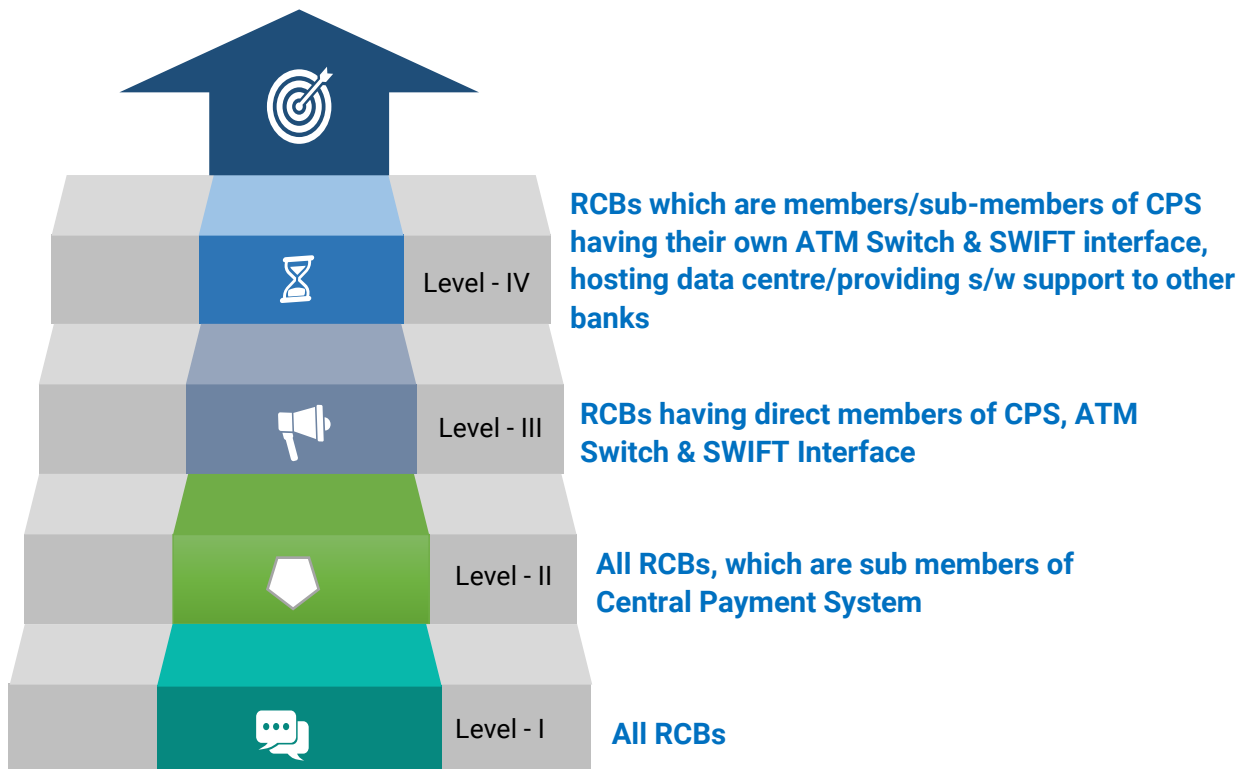 RCBs which are members/sub-members of CPS
having their own ATM Switch & SWIFT interface,
hosting data centre/providing s/w support to other
banks
Level - IV
RCBs having direct members of CPS, ATM
Switch & SWIFT Interface
Level - III
All RCBs, which are sub members of
Central Payment System
Level - II
Level - I
All RCBs